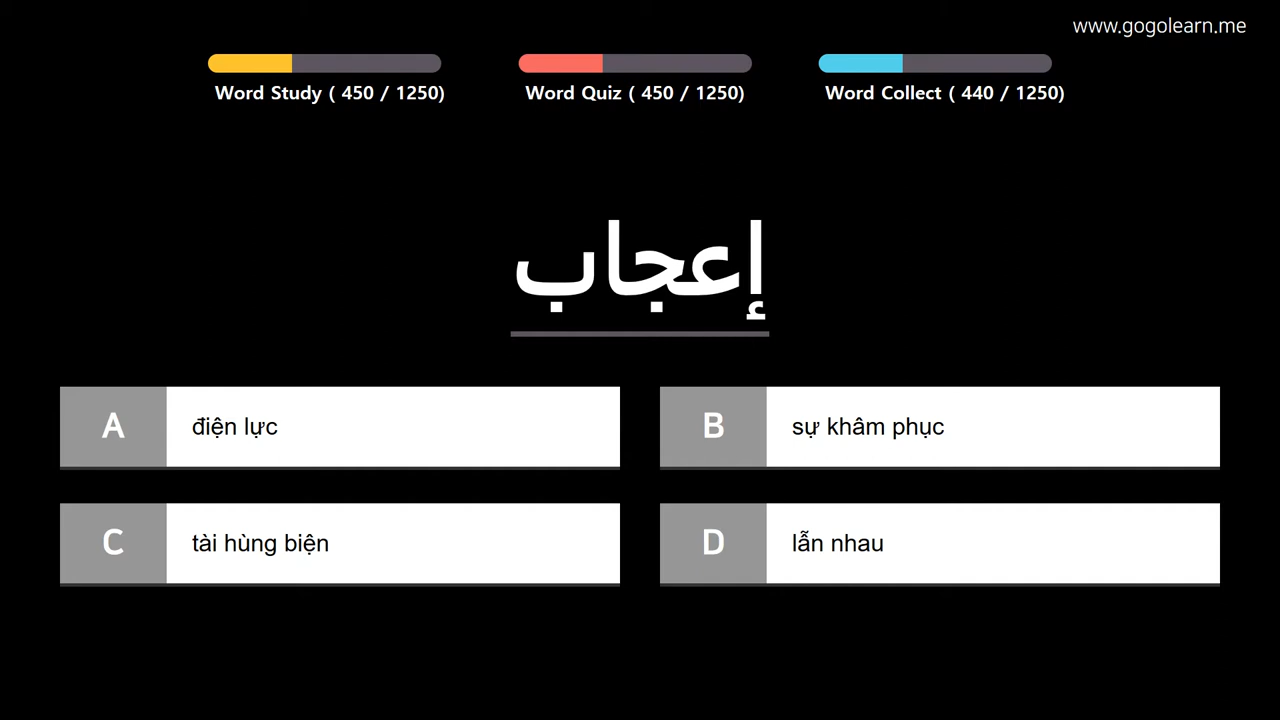 www.gogolearn.me
Word Study ( 450 / 1250)
Word Quiz ( 450 / 1250)
Word Collect ( 440 / 1250)
إعجاب
A điện lực
B sự khâm phục
C tài hùng biện
D lẫn nhau